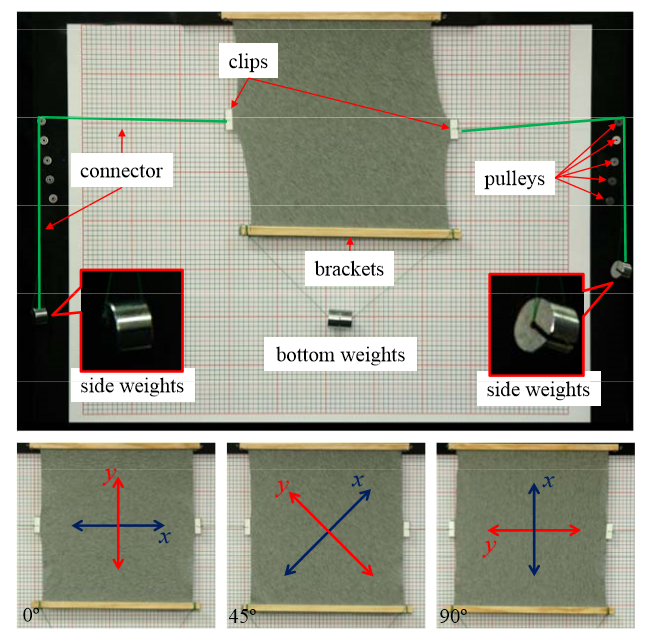 clips
connector
pulleys
brackets
bottom weights
side weights
side weights
y
x
0°
y
x
45°
x
y
90°